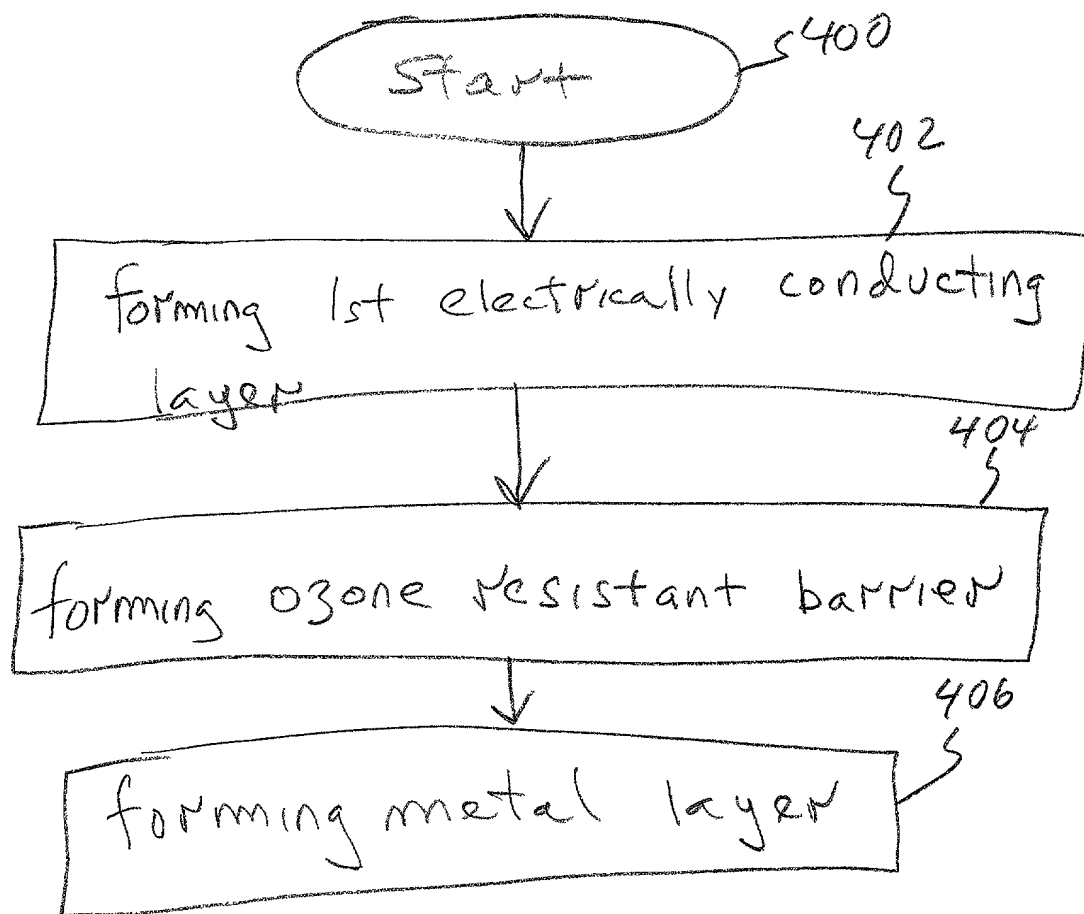 Start
400
402
forming 1st electrically conducting
layer
404
forming ozone resistant barrier
406
forming metal layer